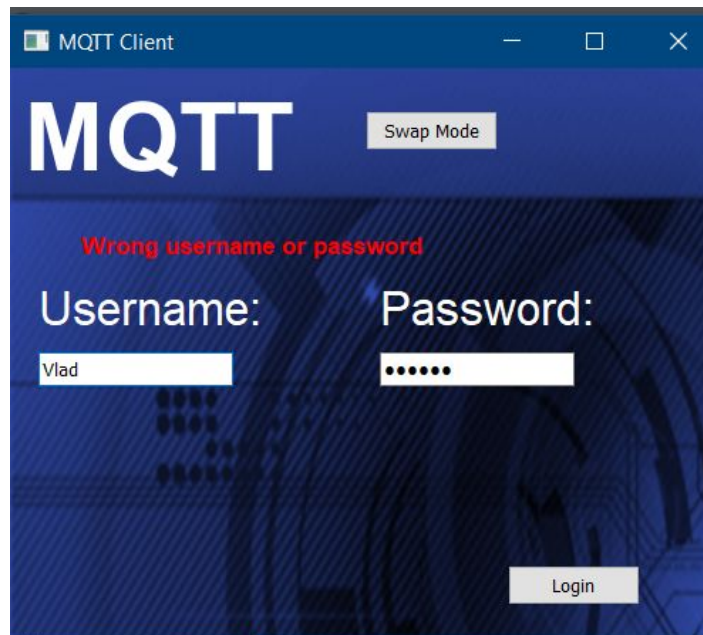 MQTT Client
MQTT
Swap Mode
Wrong username or password
Username: Password:
Vlad ••••••
Login